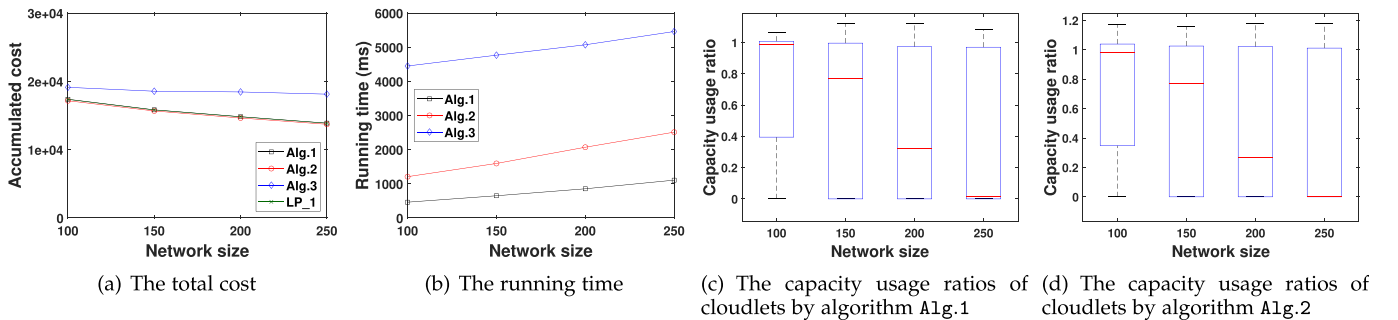 3e+04
2e+04
1e+04
0
Accumulated cost
100
150
200
250
Network size
Alg.1
Alg.2
Alg.3
LP_1
(a) The total cost
6000
5000
4000
3000
2000
1000
0
Running time (ms)
100
150
200
250
Network size
Alg.1
Alg.2
Alg.3
(b) The running time
1
0.8
0.6
0.4
0.2
0
Capacity usage ratio
100
150
200
250
Network size
(c) The capacity usage ratios of
cloudlets by algorithm Alg.1
1.2
1
0.8
0.6
0.4
0.2
0
Capacity usage ratio
100
150
200
250
Network size
(d) The capacity usage ratios of
cloudlets by algorithm Alg.2